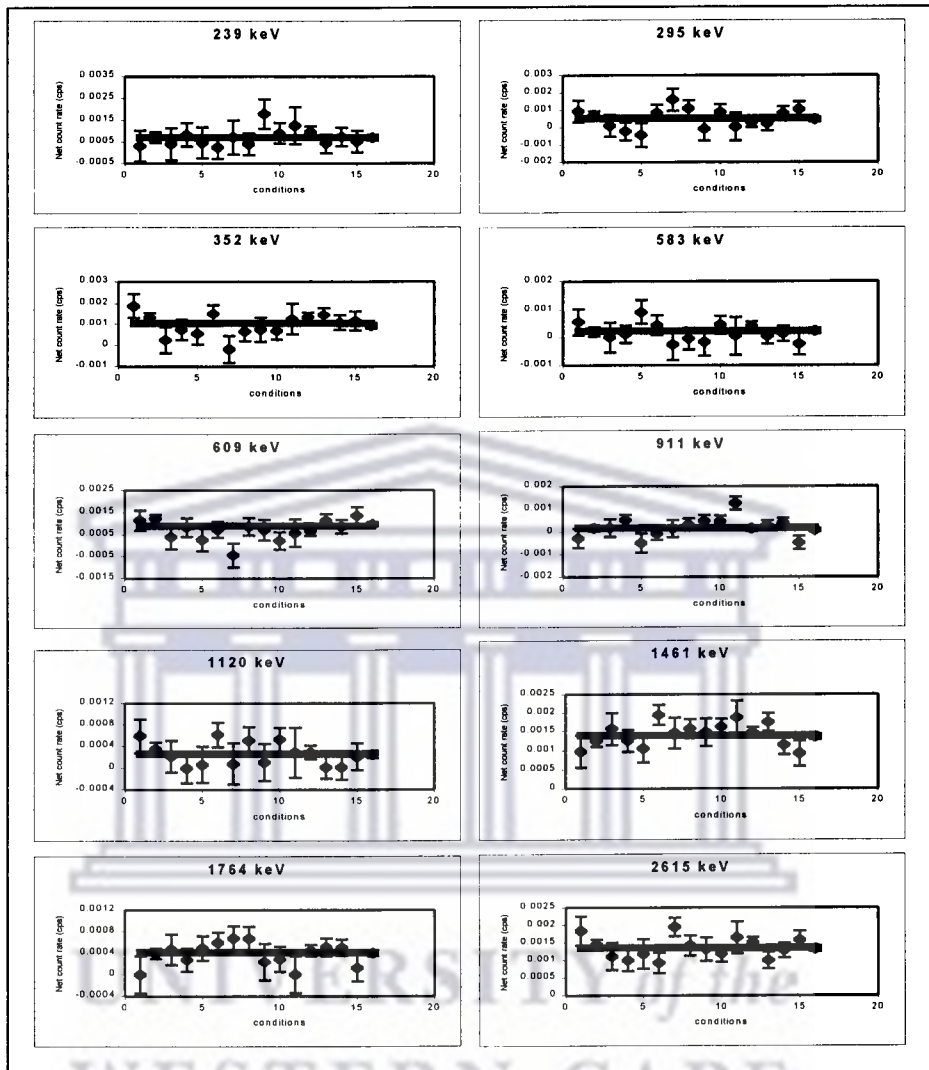 239 keV
Net count rate (cps)
0.0035
0.0025
0.0015
0.0005
-0.0005
0 5 10 15 20
conditions
295 keV
Net count rate (cps)
0.003
0.002
0.001
0
-0.001
-0.002
0 5 10 15 20
conditions
352 keV
Net count rate (cps)
0.003
0.002
0.001
0
-0.001
0 5 10 15 20
conditions
583 keV
Net count rate (cps)
0.002
0.001
0
-0.001
0 5 10 15 20
conditions
609 keV
Net count rate (cps)
0.0025
0.0015
0.0005
-0.0005
-0.0015
0 5 10 15 20
conditions
911 keV
Net count rate (cps)
0.002
0.001
0
-0.001
-0.002
0 5 10 15 20
conditions
1120 keV
Net count rate (cps)
0.0012
0.0008
0.0004
0
-0.0004
0 5 10 15 20
conditions
1461 keV
Net count rate (cps)
0.0025
0.002
0.0015
0.001
0.0005
0
0 5 10 15 20
conditions
1764 keV
Net count rate (cps)
0.0012
0.0008
0.0004
0
-0.0004
0 5 10 15 20
conditions
2615 keV
Net count rate (cps)
0.0025
0.002
0.0015
0.001
0.0005
0
0 5 10 15 20
conditions
UNIVERSITY of the
WESTERN CAPE